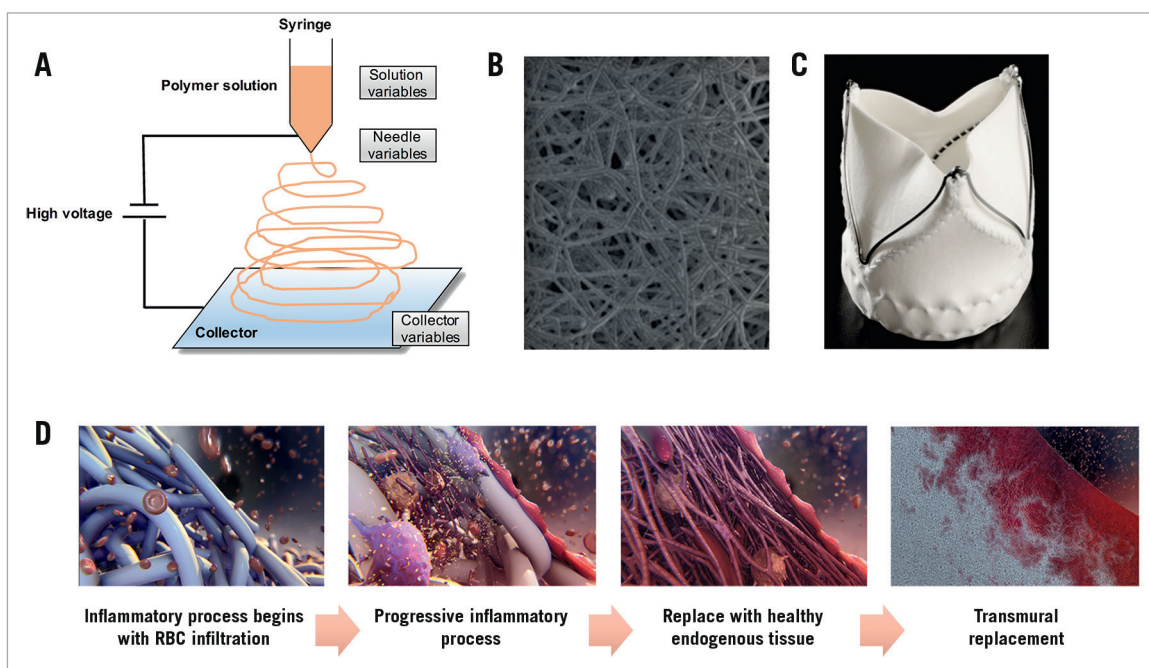 A
Syringe
Polymer solution
Solution
variables
Needle
variables
High voltage
Collector
Collector
variables
B
C
D
Inflammatory process begins
with RBC infiltration
Progressive inflammatory
process
Replace with healthy
endogenous tissue
Transmural
replacement